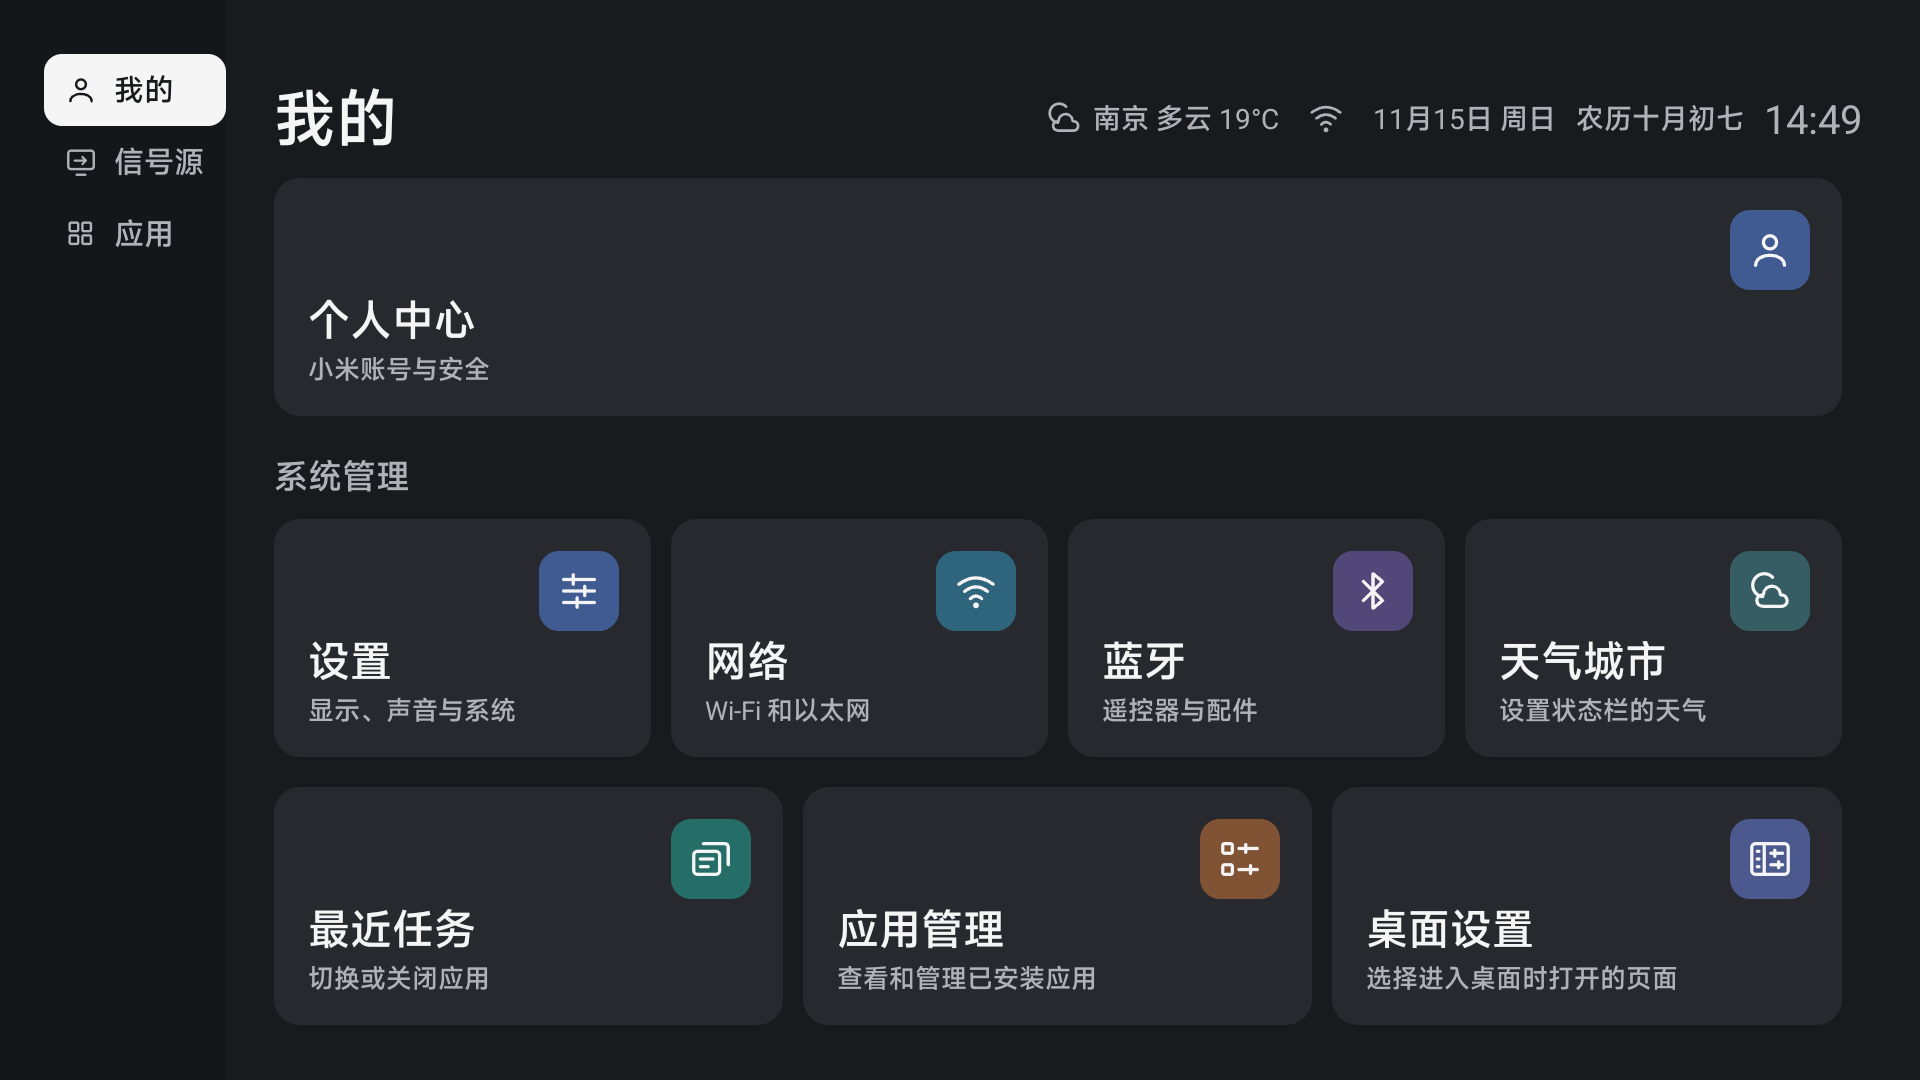 我的
信号源
应用
我的
南京 多云 19°C 11月15日 周日 农历十月初七 14:49
个人中心
小米账号与安全
系统管理
设置
显示、声音与系统
网络
Wi-Fi 和以太网
蓝牙
遥控器与配件
天气城市
设置状态栏的天气
最近任务
切换或关闭应用
应用管理
查看和管理已安装应用
桌面设置
选择进入桌面时打开的页面